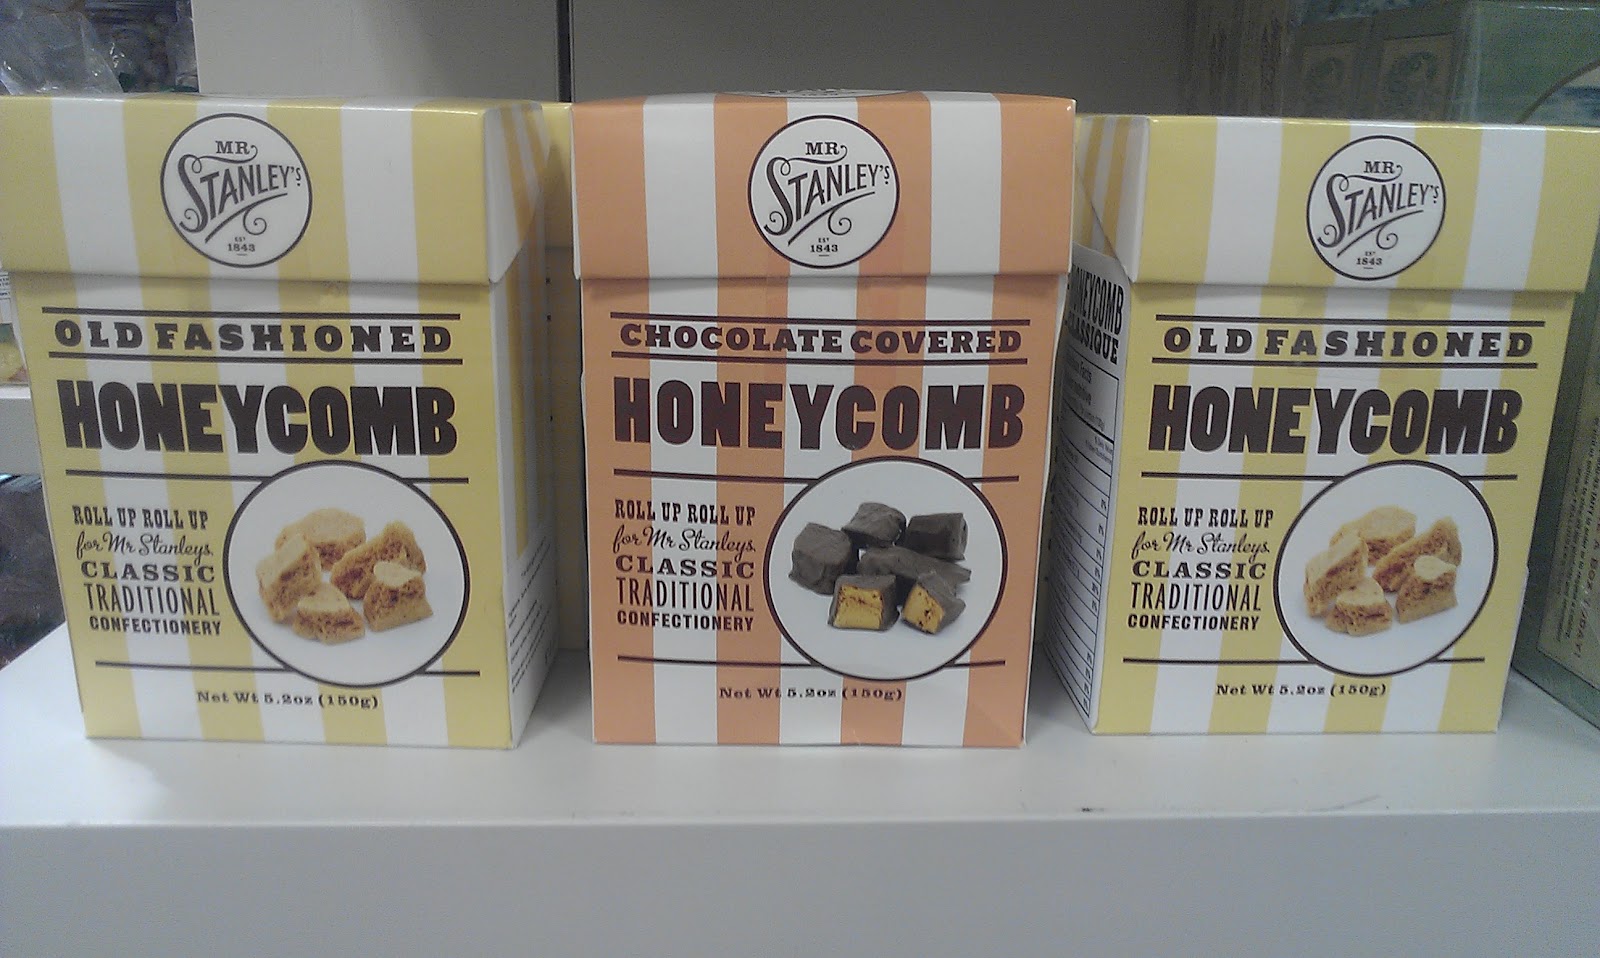 MR
STANLEY'S
EST
1843
OLD FASHIONED
HONEYCOMB
ROLL UP ROLL UP
for Mr Stanleys
CLASSIC
TRADITIONAL
CONFECTIONERY
Net Wt 5.2oz (150g)
MR
STANLEY'S
EST
1843
CHOCOLATE COVERED
HONEYCOMB
ROLL UP ROLL UP
for Mr Stanleys
CLASSIC
TRADITIONAL
CONFECTIONERY
Net Wt 5.2oz (150g)
HONEYCOMB
CLASSIQUE
Facts
MR
STANLEY'S
EST
1843
OLD FASHIONED
HONEYCOMB
ROLL UP ROLL UP
for Mr Stanleys
CLASSIC
TRADITIONAL
CONFECTIONERY
Net Wt 5.2oz (150g)